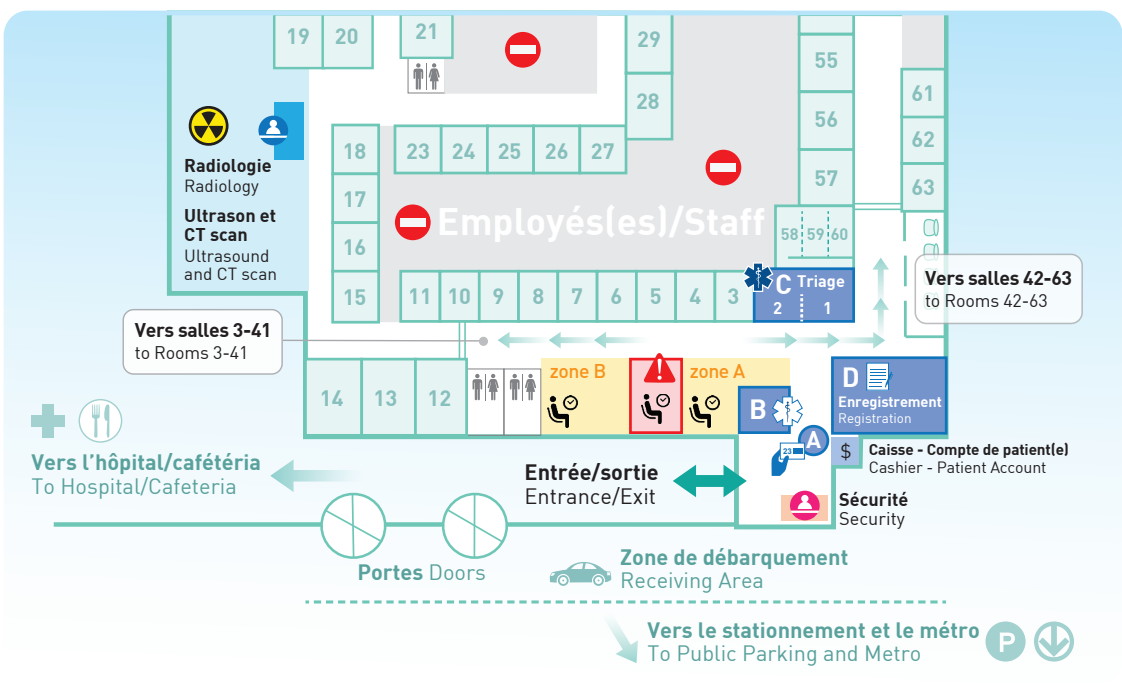 19 20 21
29
28
55
56
57
61
62
63
Radiologie
Radiology
Ultrason et
CT scan
Ultrasound
and CT scan
18
17
16
15
23 24 25 26 27
Employés(es)/Staff
58 59 60
11 10 9 8 7 6 5 4 3
C Triage
2 1
Vers salles 42-63
to Rooms 42-63
Vers salles 3-41
to Rooms 3-41
14 13 12
zone B
zone A
B
D
Enregistrement
Registration
A
23
$
Caisse - Compte de patient(e)
Cashier - Patient Account
Vers l'hôpital/cafétéria
To Hospital/Cafeteria
Entrée/sortie
Entrance/Exit
Sécurité
Security
Portes Doors
Zone de débarquement
Receiving Area
Vers le stationnement et le métro
To Public Parking and Metro
P